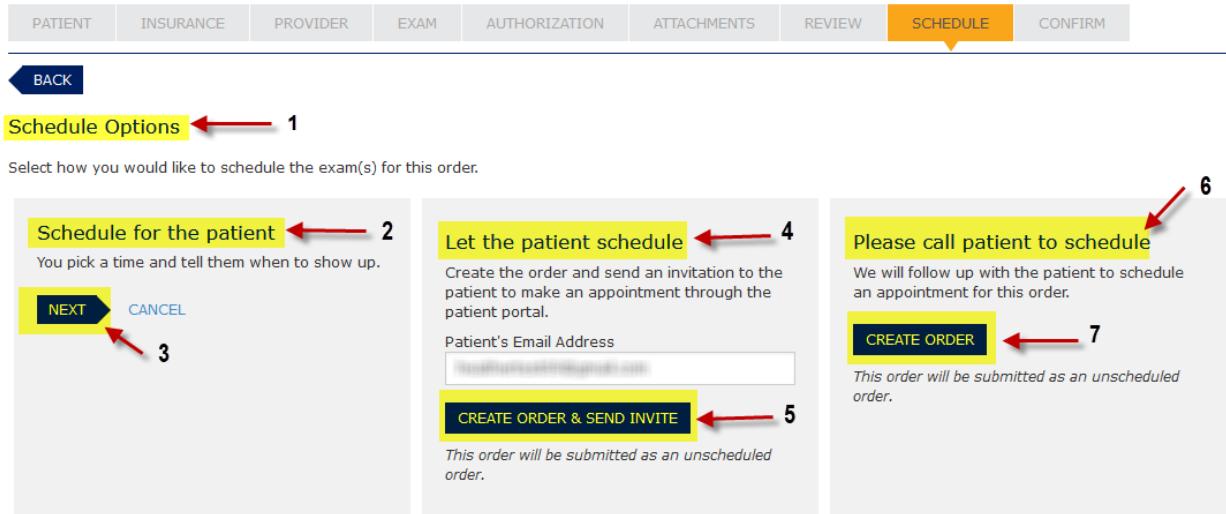 PATIENT INSURANCE PROVIDER EXAM AUTHORIZATION ATTACHMENTS REVIEW SCHEDULE CONFIRM
BACK
Schedule Options 1
Select how you would like to schedule the exam(s) for this order.
Schedule for the patient 2
You pick a time and tell them when to show up.
NEXT CANCEL
3
Let the patient schedule 4
Create the order and send an invitation to the
patient to make an appointment through the
patient portal.
Patient's Email Address
CREATE ORDER & SEND INVITE 5
This order will be submitted as an unscheduled
order.
6
Please call patient to schedule
We will follow up with the patient to schedule
an appointment for this order.
CREATE ORDER 7
This order will be submitted as an unscheduled
order.